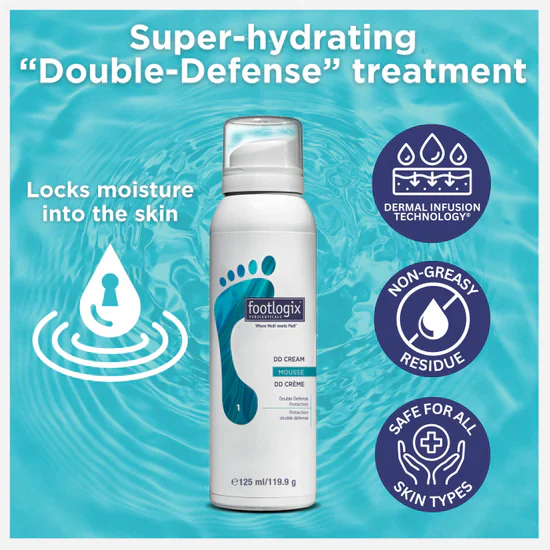 Super-hydrating
“Double-Defense” treatment
Locks moisture
into the skin
footlogix
PEDICEUTICALS®
Where Medi meets Pedi™
DD CREAM
MOUSSE
DD CRÈME
Double Defense
Protection
Protection
double défense
1
℮125 ml/119.9 g
DERMAL INFUSION
TECHNOLOGY®
NON-GREASY
RESIDUE
SAFE FOR ALL
SKIN TYPES